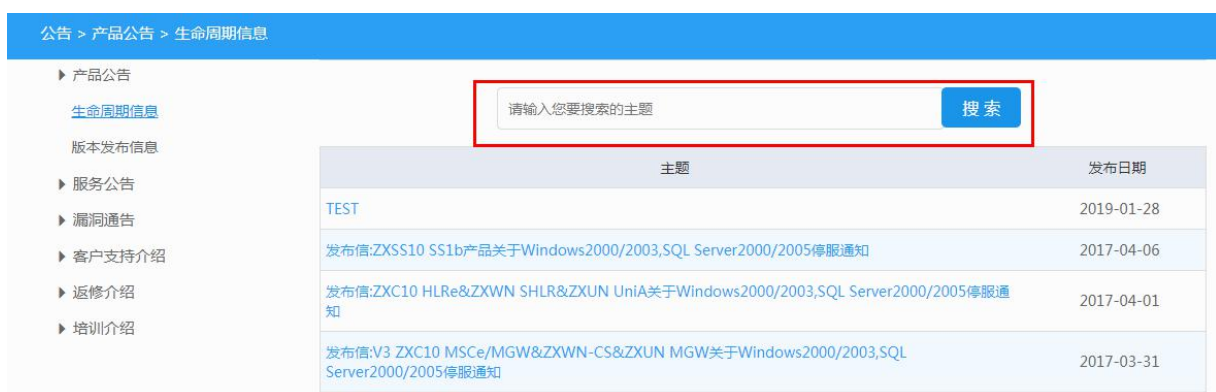 公告 > 产品公告 > 生命周期信息
产品公告
生命周期信息
版本发布信息
服务公告
漏洞通告
客户支持介绍
返修介绍
培训介绍
请输入您要搜索的主题 搜 索
主题 发布日期
TEST 2019-01-28
发布信:ZXSS10 SS1b产品关于Windows2000/2003,SQL Server2000/2005停服通知 2017-04-06
发布信:ZXC10 HLRe&ZXWN SHLR&ZXUN UniA关于Windows2000/2003,SQL Server2000/2005停服通
知 2017-04-01
发布信:V3 ZXC10 MSCe/MGW&ZXWN-CS&ZXUN MGW关于Windows2000/2003,SQL
Server2000/2005停服通知 2017-03-31